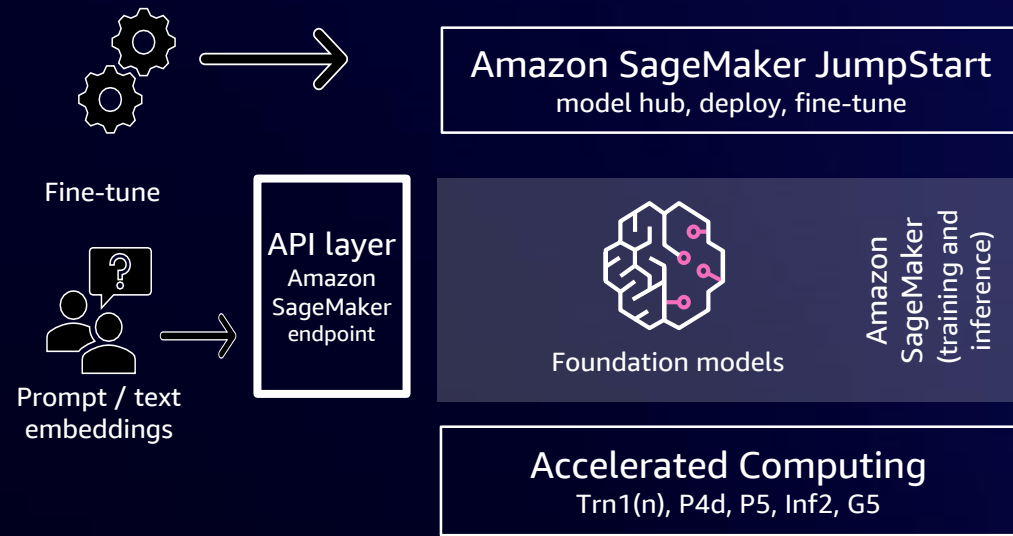 Amazon SageMaker JumpStart
model hub, deploy, fine-tune
Fine-tune
?
Prompt / text
embeddings
API layer
Amazon
SageMaker
endpoint
Foundation models
Amazon
SageMaker
(training and
inference)
Accelerated Computing
Trn1(n), P4d, P5, Inf2, G5